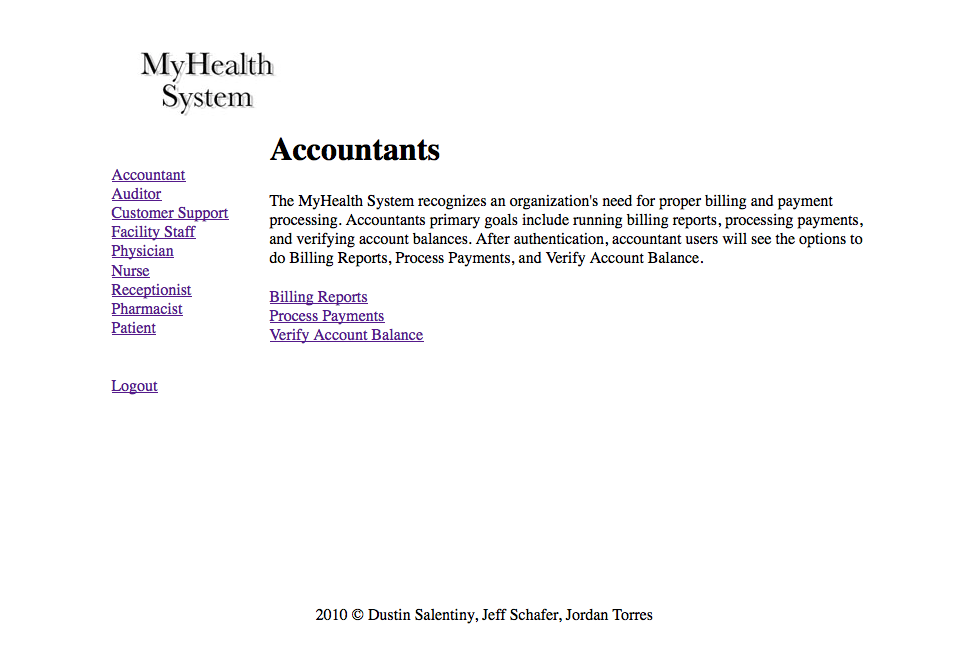 MyHealth
System
Accountants
Accountant
Auditor
Customer Support
Facility Staff
Physician
Nurse
Receptionist
Pharmacist
Patient
Logout
The MyHealth System recognizes an organization's need for proper billing and payment
processing. Accountants primary goals include running billing reports, processing payments,
and verifying account balances. After authentication, accountant users will see the options to
do Billing Reports, Process Payments, and Verify Account Balance.
Billing Reports
Process Payments
Verify Account Balance
2010 © Dustin Salentiny, Jeff Schafer, Jordan Torres